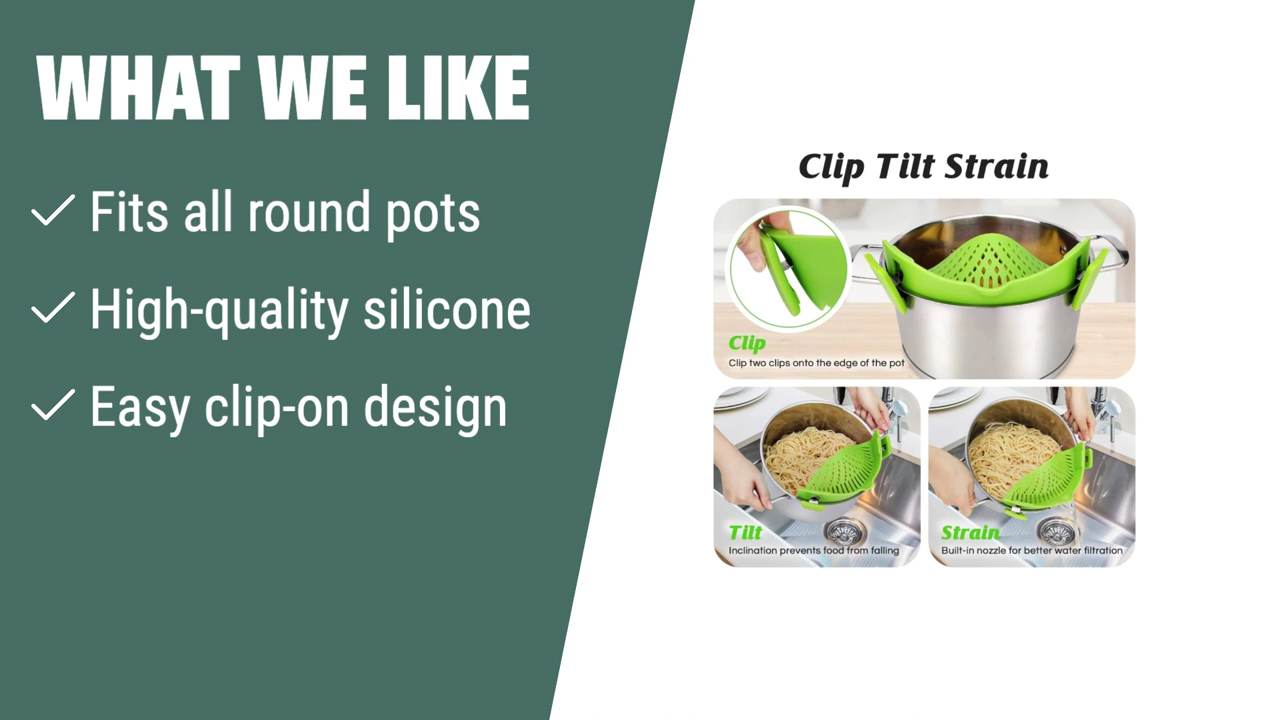 WHAT WE LIKE
Fits all round pots
High-quality silicone
Easy clip-on design
Clip Tilt Strain
Clip
Clip two clips onto the edge of the pot
Tilt
Inclination prevents food from falling
Strain
Built-in nozzle for better water filtration